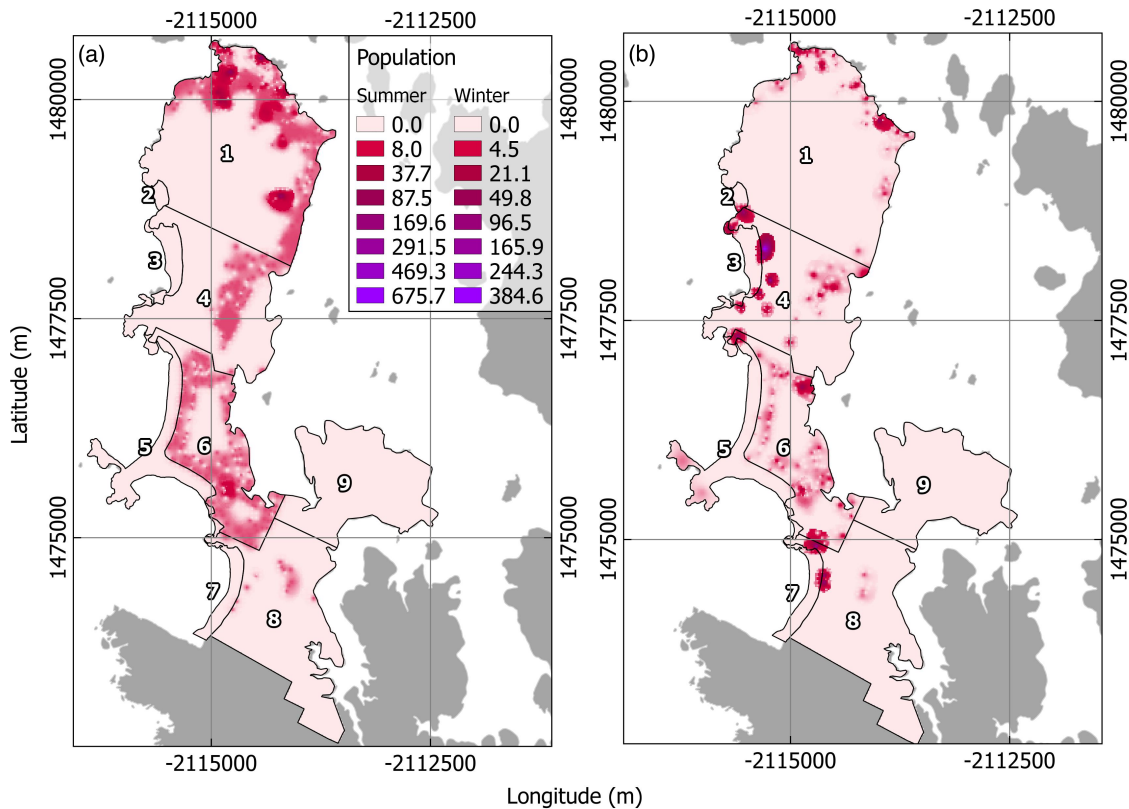 -2115000 -2112500 -2115000 -2112500
(a) Population (b)
Summer Winter
0.0 0.0
8.0 4.5
37.7 21.1
87.5 49.8
169.6 96.5
291.5 165.9
469.3 244.3
675.7 384.6
1 2 3 4 5 6 7 8 9
1 2 3 4 5 6 7 8 9
1480000 1480000 1480000
1477500 1477500 1477500
1475000 1475000 1475000
Latitude (m)
-2115000 -2112500 -2115000 -2112500
Longitude (m)